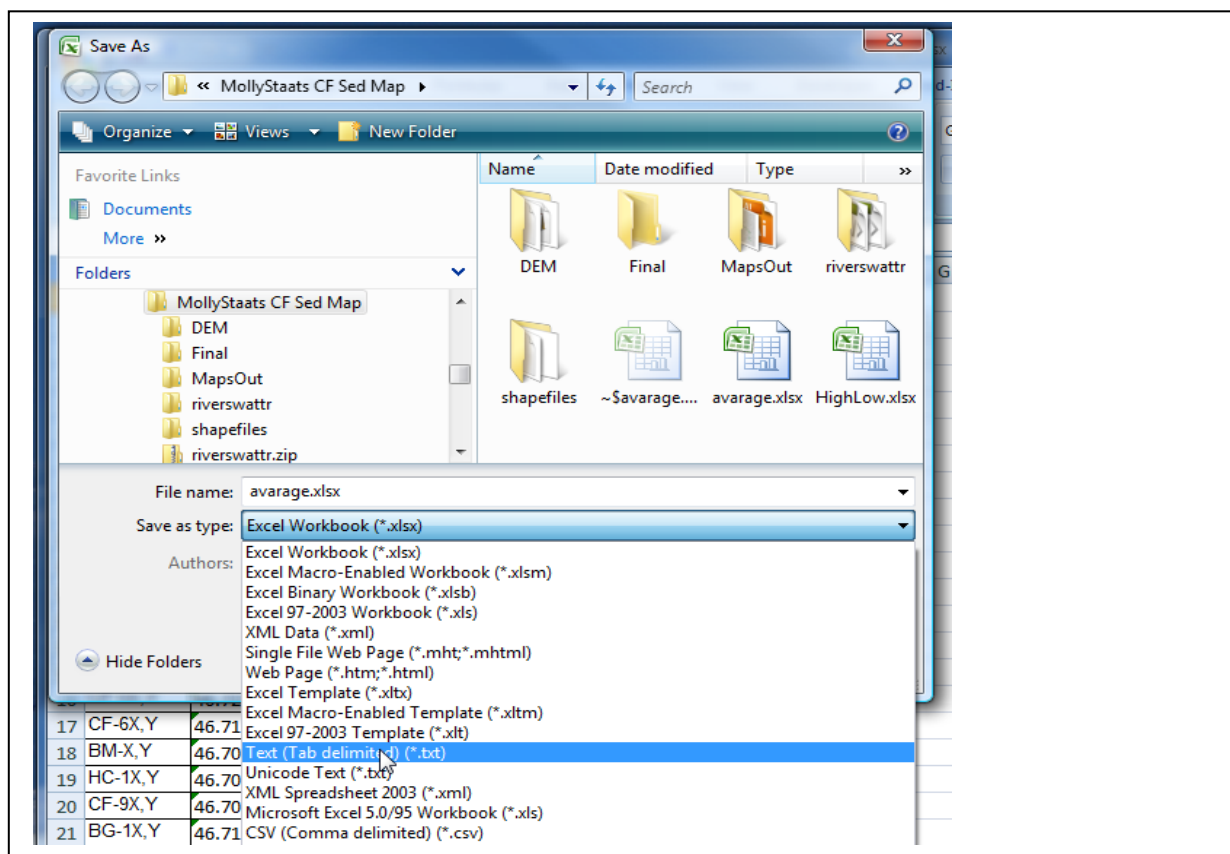 Save As
sx
« MollyStaats CF Sed Map
Search
d-
Organize Views New Folder
G
Favorite Links
Name Date modified Type »
Documents
More »
Folders
DEM Final MapsOut riverswattr
G
MollyStaats CF Sed Map
DEM
Final
MapsOut
riverswattr
shapefiles
riverswattr.zip
shapefiles ~$avarage.... avarage.xlsx HighLow.xlsx
File name: avarage.xlsx
Save as type: Excel Workbook (*.xlsx)
Authors:
Excel Workbook (*.xlsx)
Excel Macro-Enabled Workbook (*.xlsm)
Excel Binary Workbook (*.xlsb)
Excel 97-2003 Workbook (*.xls)
XML Data (*.xml)
Single File Web Page (*.mht;*.mhtml)
Web Page (*.htm;*.html)
Excel Template (*.xltx)
Excel Macro-Enabled Template (*.xltm)
Excel 97-2003 Template (*.xlt)
Text (Tab delimited) (*.txt)
Unicode Text (*.txt)
XML Spreadsheet 2003 (*.xml)
Microsoft Excel 5.0/95 Workbook (*.xls)
CSV (Comma delimited) (*.csv)
Hide Folders
17 CF-6X,Y 46.71
18 BM-X,Y 46.70
19 HC-1X,Y 46.70
20 CF-9X,Y 46.70
21 BG-1X,Y 46.71